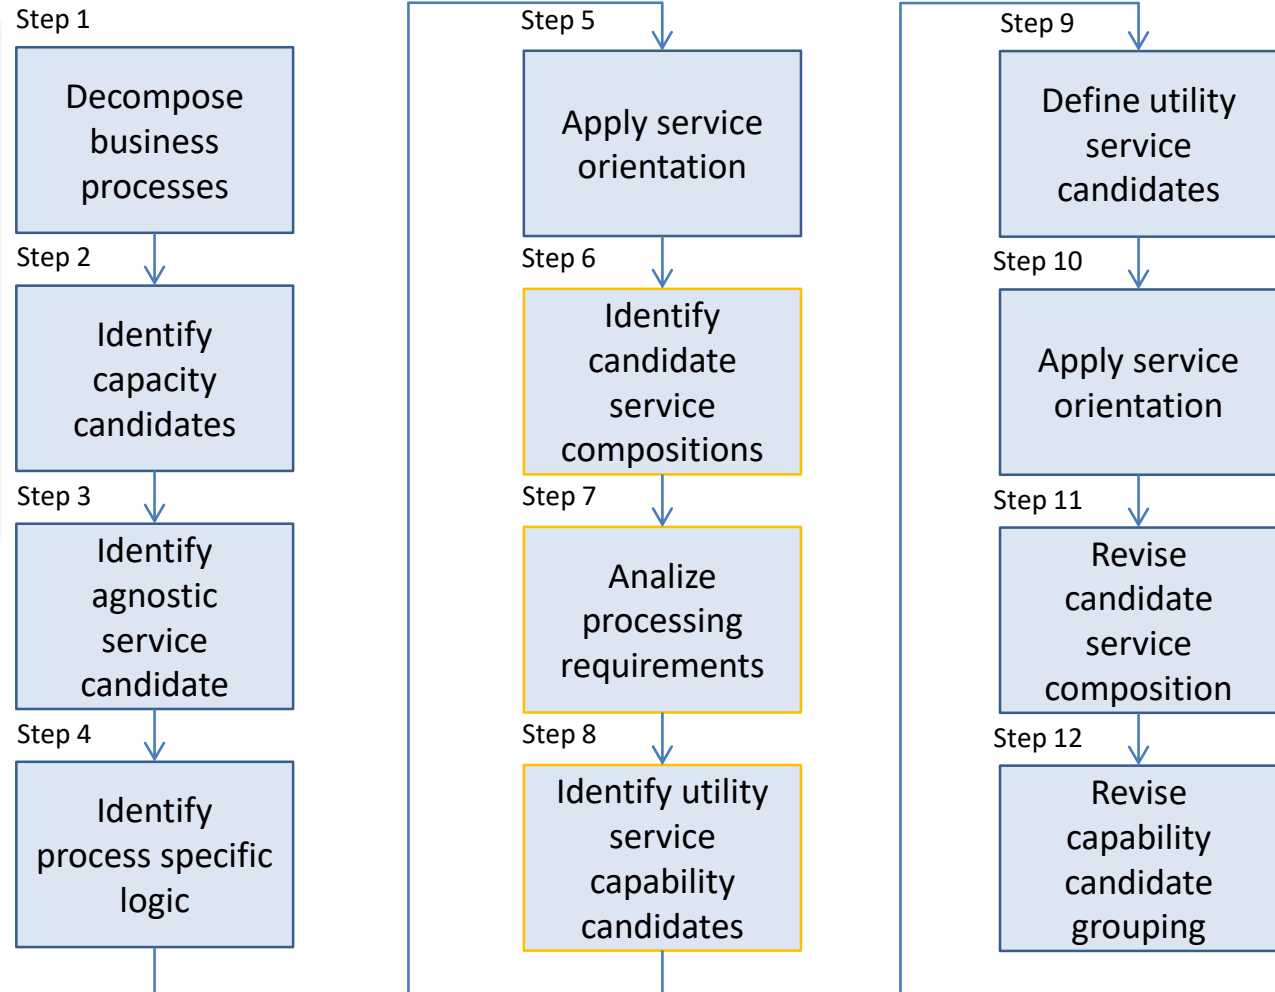 Step 1
Decompose
business
processes
Step 2
Identify
capacity
candidates
Step 3
Identify
agnostic
service
candidate
Step 4
Identify
process specific
logic
Step 5
Apply service
orientation
Step 6
Identify
candidate
service
compositions
Step 7
Analize
processing
requirements
Step 8
Identify utility
service
capability
candidates
Step 9
Define utility
service
candidates
Step 10
Apply service
orientation
Step 11
Revise
candidate
service
composition
Step 12
Revise
capability
candidate
grouping